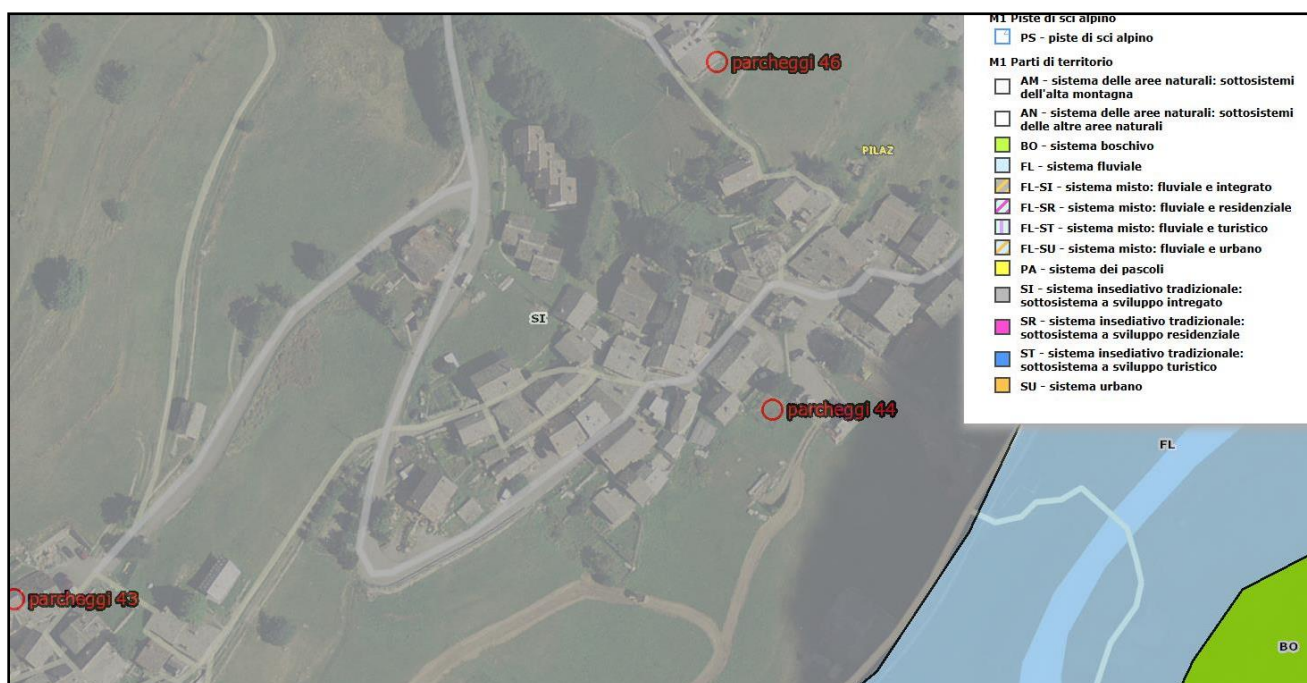 M1 Piste di sci alpino
PS - piste di sci alpino
M1 Parti di territorio
AM - sistema delle aree naturali: sottosistemi
dell'alta montagna
AN - sistema delle aree naturali: sottosistemi
delle altre aree naturali
BO - sistema boschivo
FL - sistema fluviale
FL-SI - sistema misto: fluviale e integrato
FL-SR - sistema misto: fluviale e residenziale
FL-ST - sistema misto: fluviale e turistico
FL-SU - sistema misto: fluviale e urbano
PA - sistema dei pascoli
SI - sistema insediativo tradizionale:
sottosistema a sviluppo intregato
SR - sistema insediativo tradizionale:
sottosistema a sviluppo residenziale
ST - sistema insediativo tradizionale:
sottosistema a sviluppo turistico
SU - sistema urbano
parcheggi 46
PILAZ
SI
parcheggi 44
FL
parcheggi 43
BO